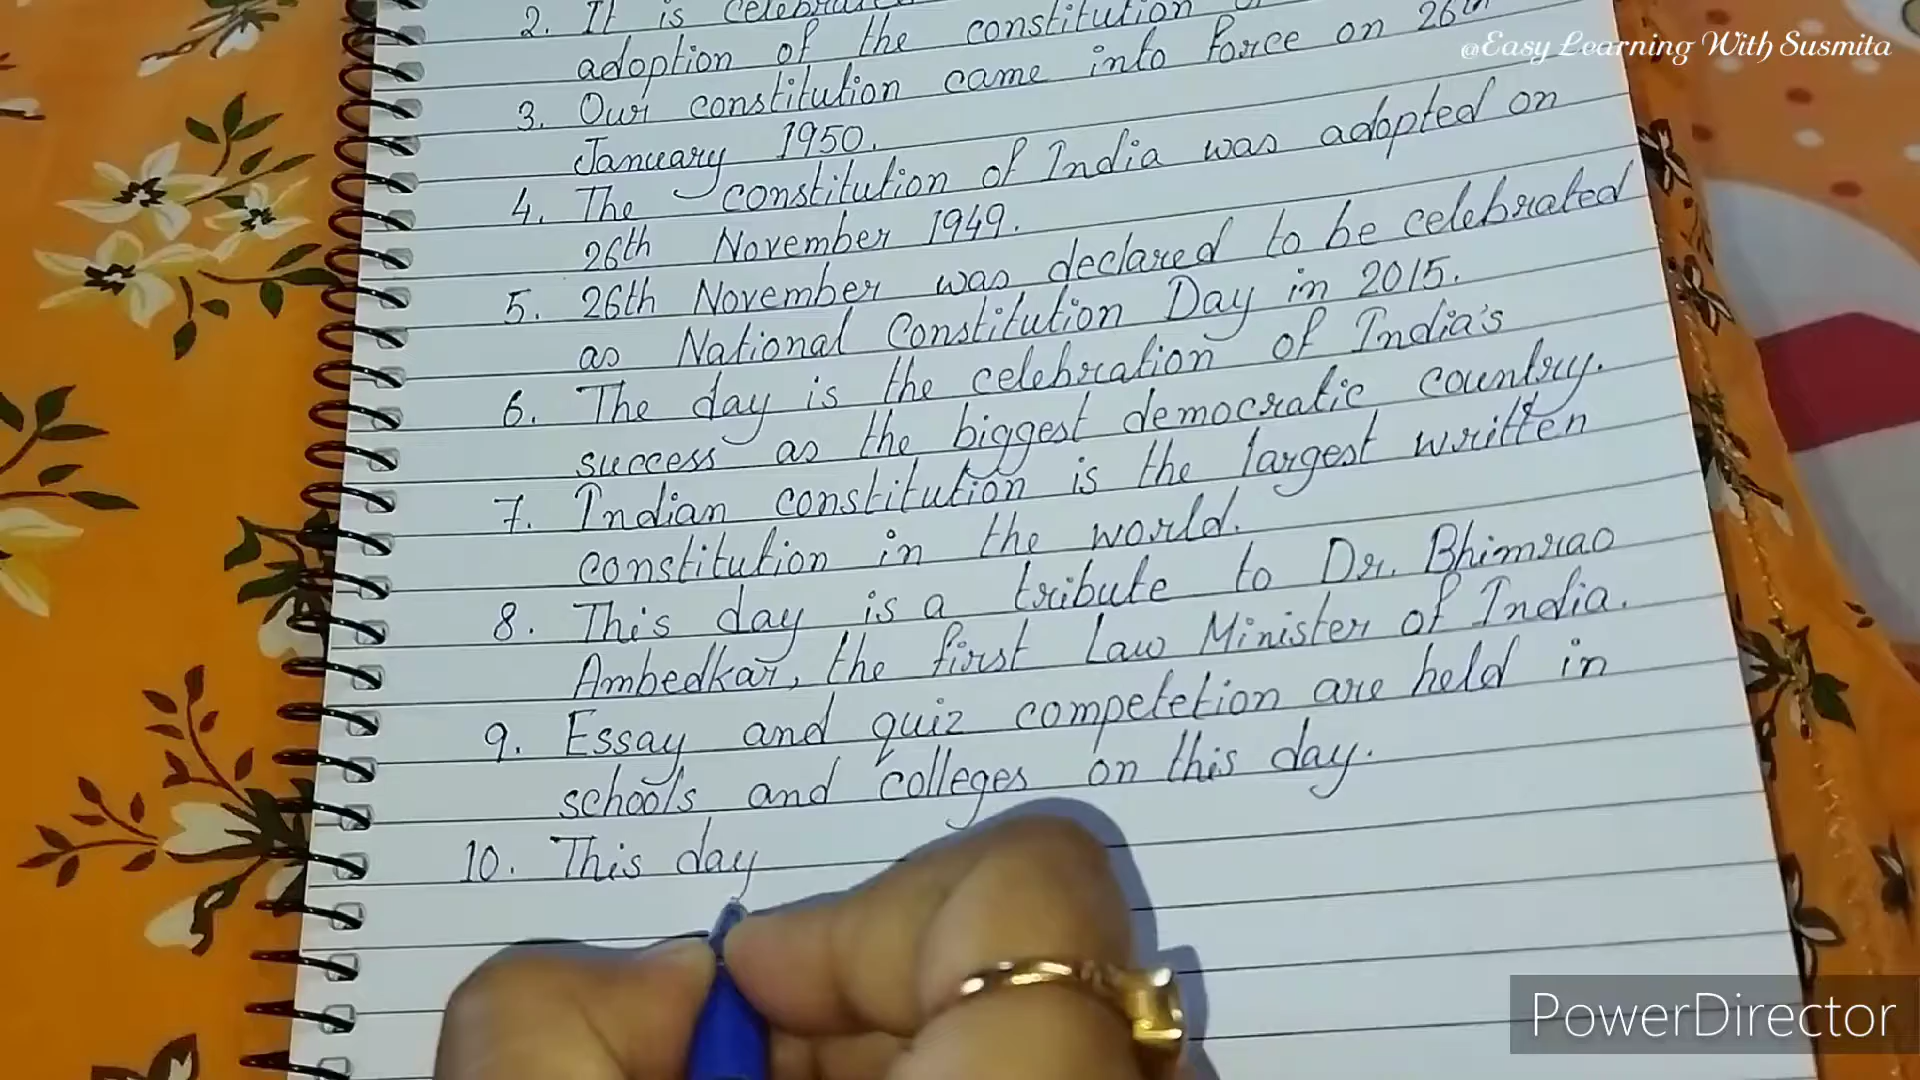 2. It is celebrated
adoption of the constitution
3. Our constitution came into force on 26th
January 1950.
4. The constitution of India was adopted on
26th November 1949.
5. 26th November was declared to be celebrated
as National Constitution Day in 2015.
6. The day is the celebration of India's
success as the biggest democratic country.
7. Indian constitution is the largest written
constitution in the world.
8. This day is a tribute to Dr. Bhimrao
Ambedkar, the first Law Minister of India.
9. Essay and quiz competetion are held in
schools and colleges on this day.
10. This day
@Easy Learning With Susmita
PowerDirector